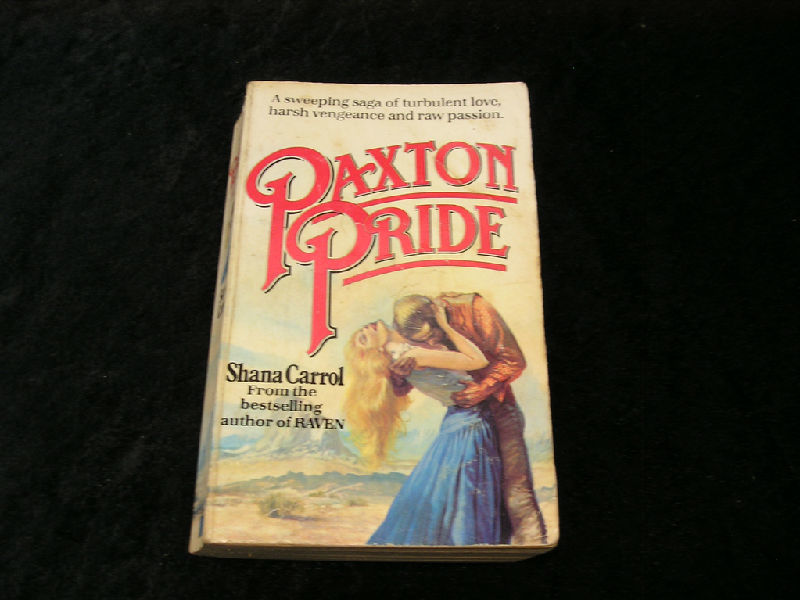 A sweeping saga of turbulent love,
harsh vengeance and raw passion.
PAXTON
PRIDE
Shana Carrol
From the
bestselling
author of RAVEN